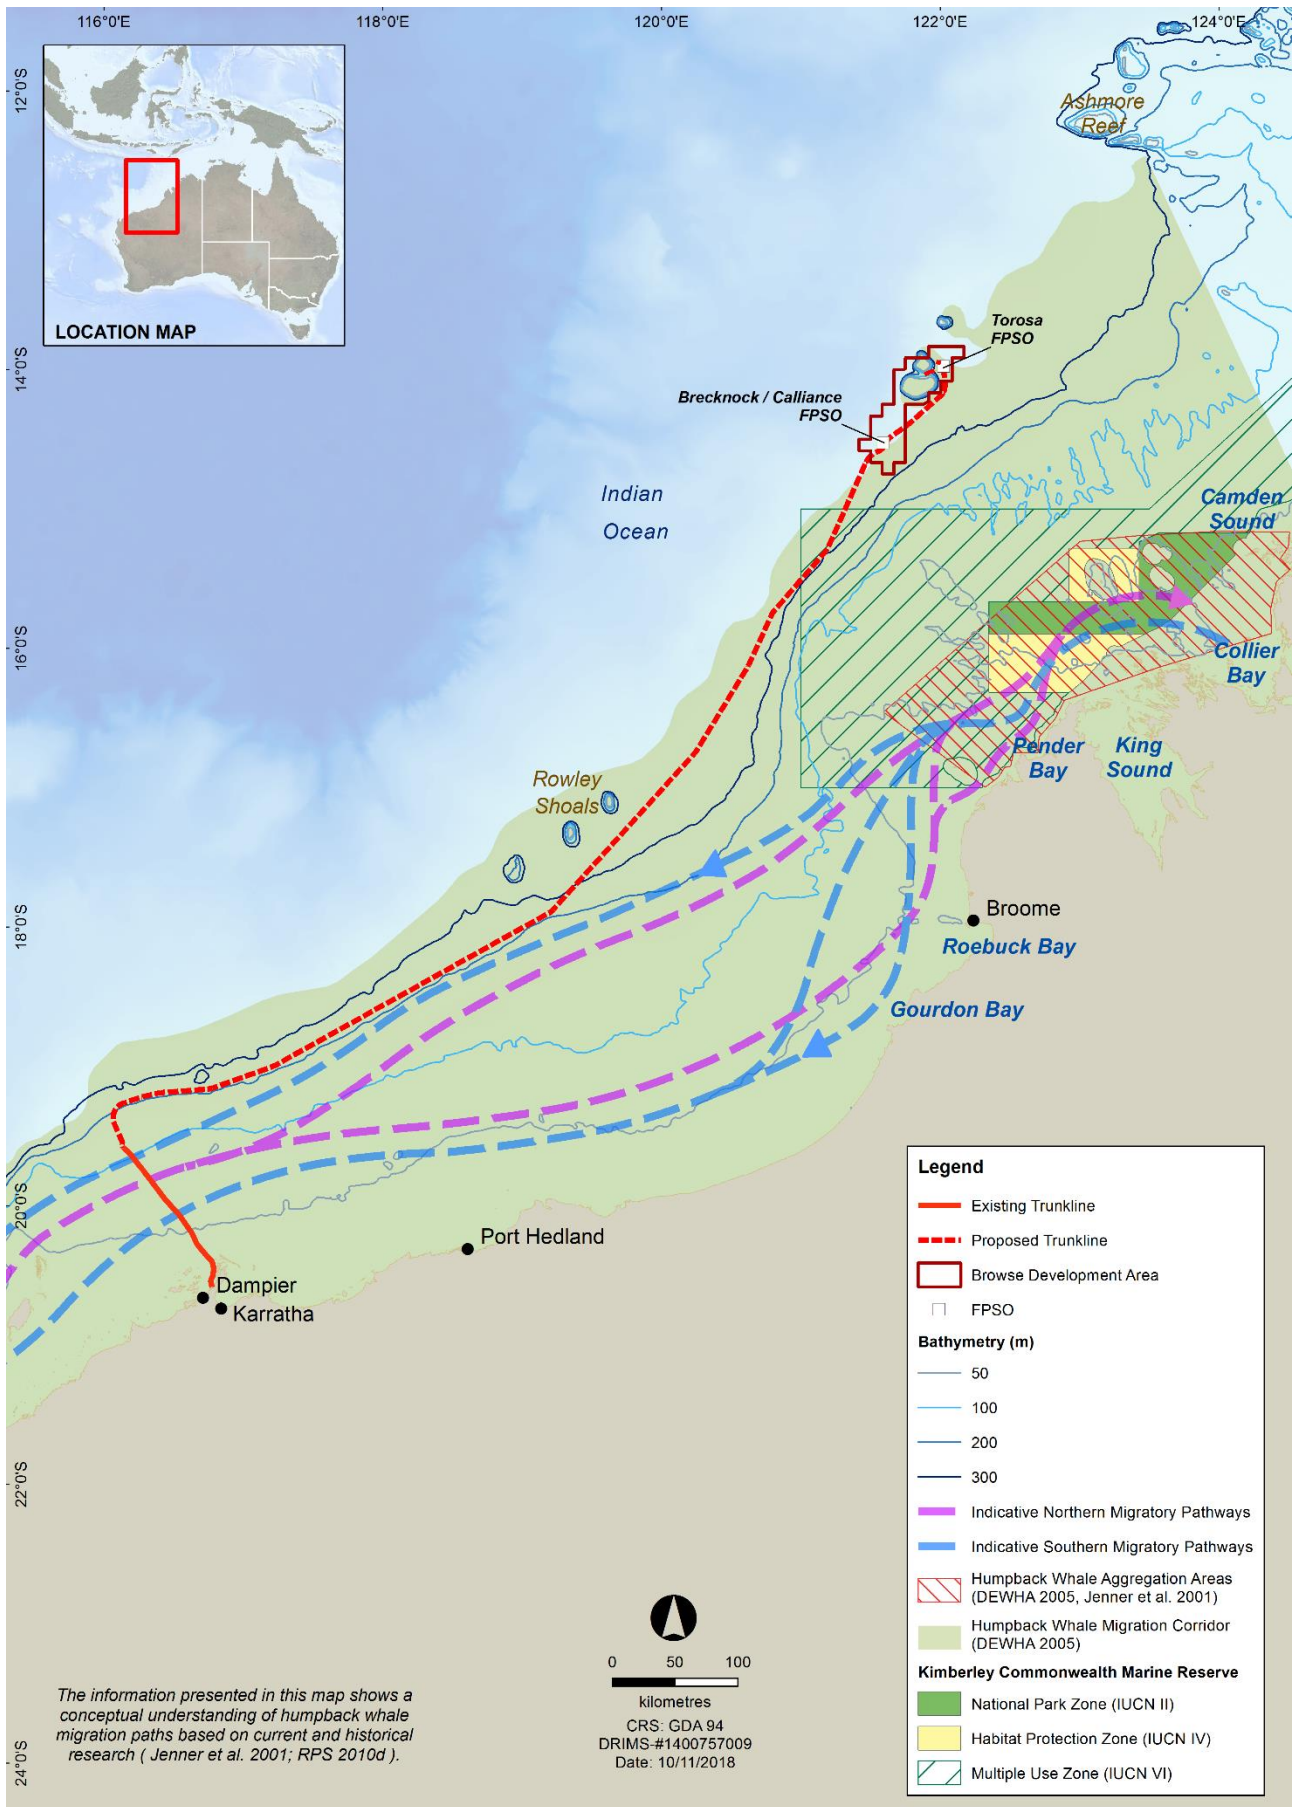 116°0'E
118°0'E
120°0'E
122°0'E
124°0'E
12°0'S
14°0'S
16°0'S
18°0'S
20°0'S
22°0'S
24°0'S
LOCATION MAP
Ashmore
Reef
Torosa
FPSO
Brecknock / Calliance
FPSO
Indian
Ocean
Camden
Sound
Collier
Bay
Pender
Bay
King
Sound
Rowley
Shoals
Broome
Roebuck Bay
Gourdon Bay
Port Hedland
Dampier
Karratha
Legend
Existing Trunkline
Proposed Trunkline
Browse Development Area
FPSO
Bathymetry (m)
50
100
200
300
Indicative Northern Migratory Pathways
Indicative Southern Migratory Pathways
Humpback Whale Aggregation Areas
(DEWHA 2005, Jenner et al. 2001)
Humpback Whale Migration Corridor
(DEWHA 2005)
Kimberley Commonwealth Marine Reserve
National Park Zone (IUCN II)
Habitat Protection Zone (IUCN IV)
Multiple Use Zone (IUCN VI)
0 50 100
kilometres
CRS: GDA 94
DRIMS-#1400757009
Date: 10/11/2018
The information presented in this map shows a
conceptual understanding of humpback whale
migration paths based on current and historical
research ( Jenner et al. 2001; RPS 2010d ).